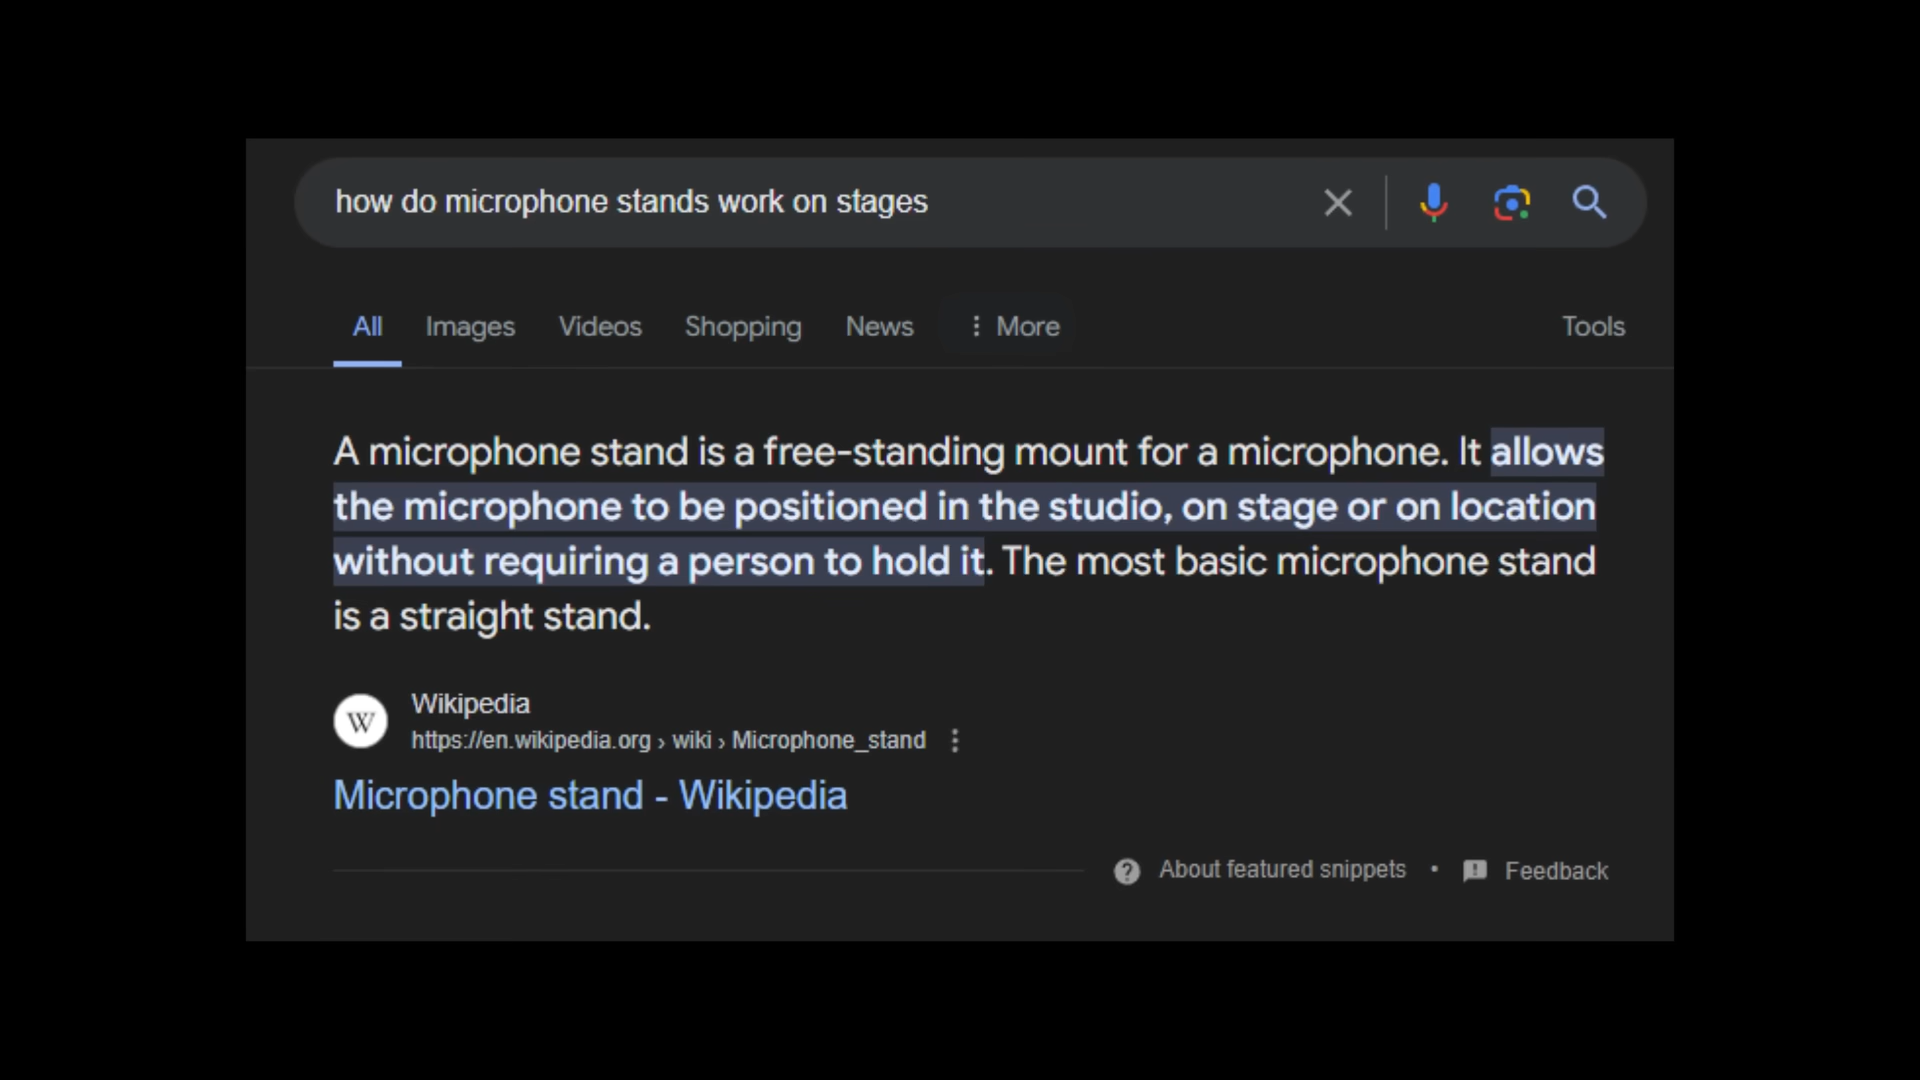 how do microphone stands work on stages
All Images Videos Shopping News More Tools
A microphone stand is a free-standing mount for a microphone. It allows
the microphone to be positioned in the studio, on stage or on location
without requiring a person to hold it. The most basic microphone stand
is a straight stand.
W
Wikipedia
https://en.wikipedia.org › wiki › Microphone_stand
Microphone stand - Wikipedia
About featured snippets • Feedback